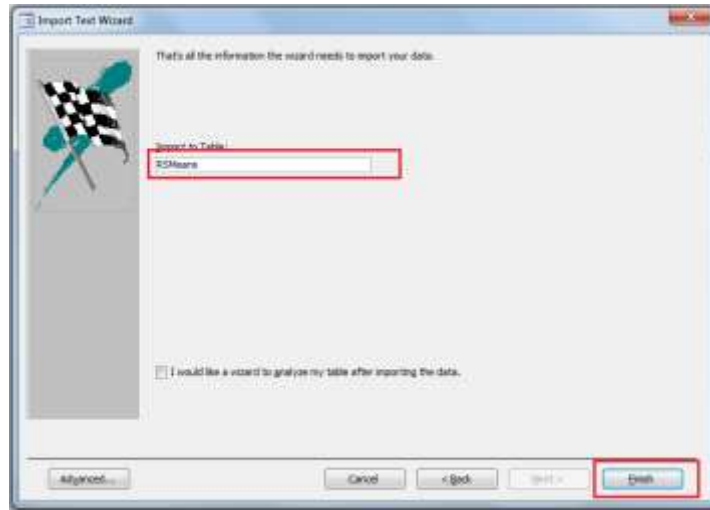 Import Text Wizard
That's all the information the wizard needs to import your data.
Import to Table:
RSMeans
I would like a wizard to analyze my table after importing the data.
Advanced...
Cancel
< Back
Next >
Finish